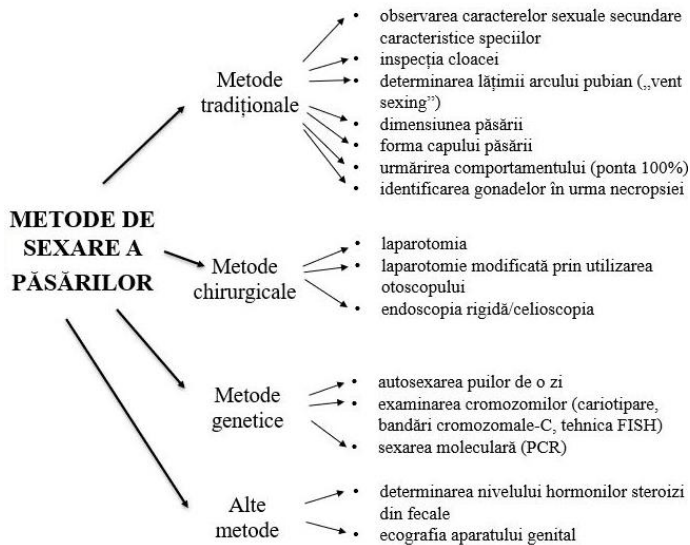 METODE DE
SEXARE A
PĂSĂRILOR
Metode
tradiționale
• observarea caracterelor sexuale secundare
caracteristice speciilor
• inspecția cloacei
• determinarea lățimii arcului pubian („vent
sexing”)
• dimensiunea păsării
• forma capului păsării
• urmărirea comportamentului (ponta 100%)
• identificarea gonadelor în urma necropsiei
Metode
chirurgicale
• laparotomia
• laparotomie modificată prin utilizarea
otoscopului
• endoscopia rigidă/celioscopia
Metode
genetice
• autosexarea puilor de o zi
• examinarea cromozomilor (cariotipare,
bandări cromozomale-C, tehnica FISH)
• sexarea moleculară (PCR)
Alte
metode
• determinarea nivelului hormonilor steroizi
din fecale
• ecografia aparatului genital